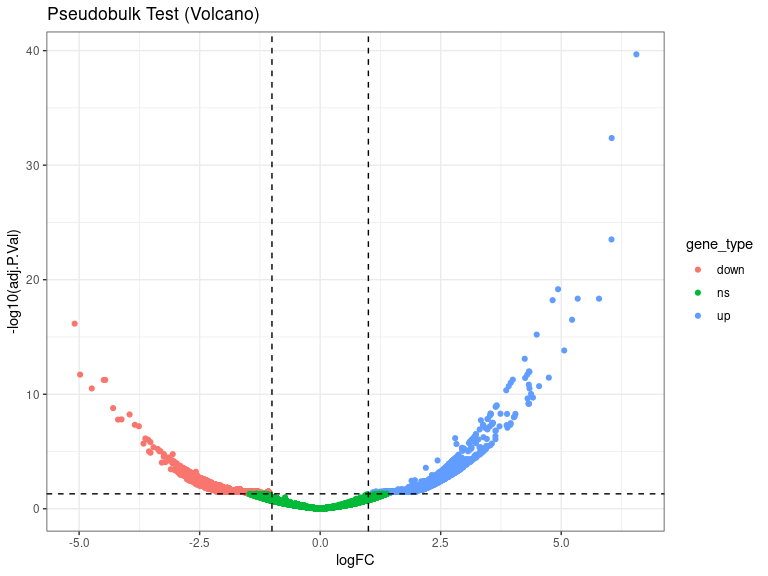 Pseudobulk Test (Volcano)
40
30
20
10
0
-log10(adj.P.Val)
-5.0 -2.5 0.0 2.5 5.0
logFC
gene_type
down
ns
up